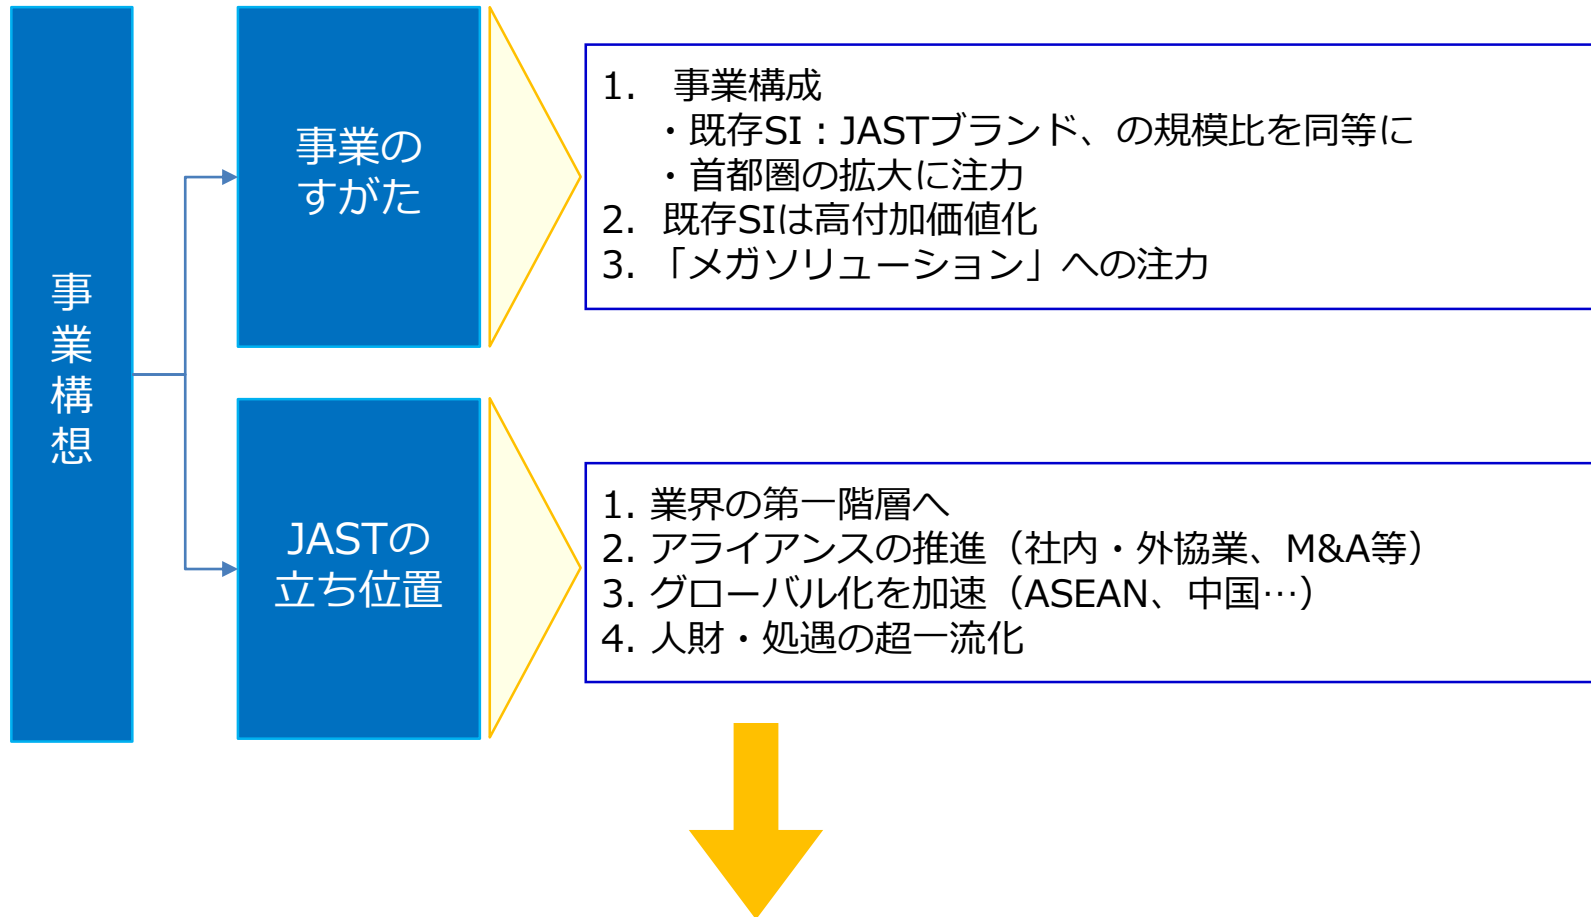 事業構想
事業の
すがた
1. 事業構成
・既存SI：JASTブランド、の規模比を同等に
・首都圏の拡大に注力
2. 既存SIは高付加価値化
3. 「メガソリューション」への注力
JASTの
立ち位置
1. 業界の第一階層へ
2. アライアンスの推進（社内・外協業、M&A等）
3. グローバル化を加速（ASEAN、中国…）
4. 人財・処遇の超一流化